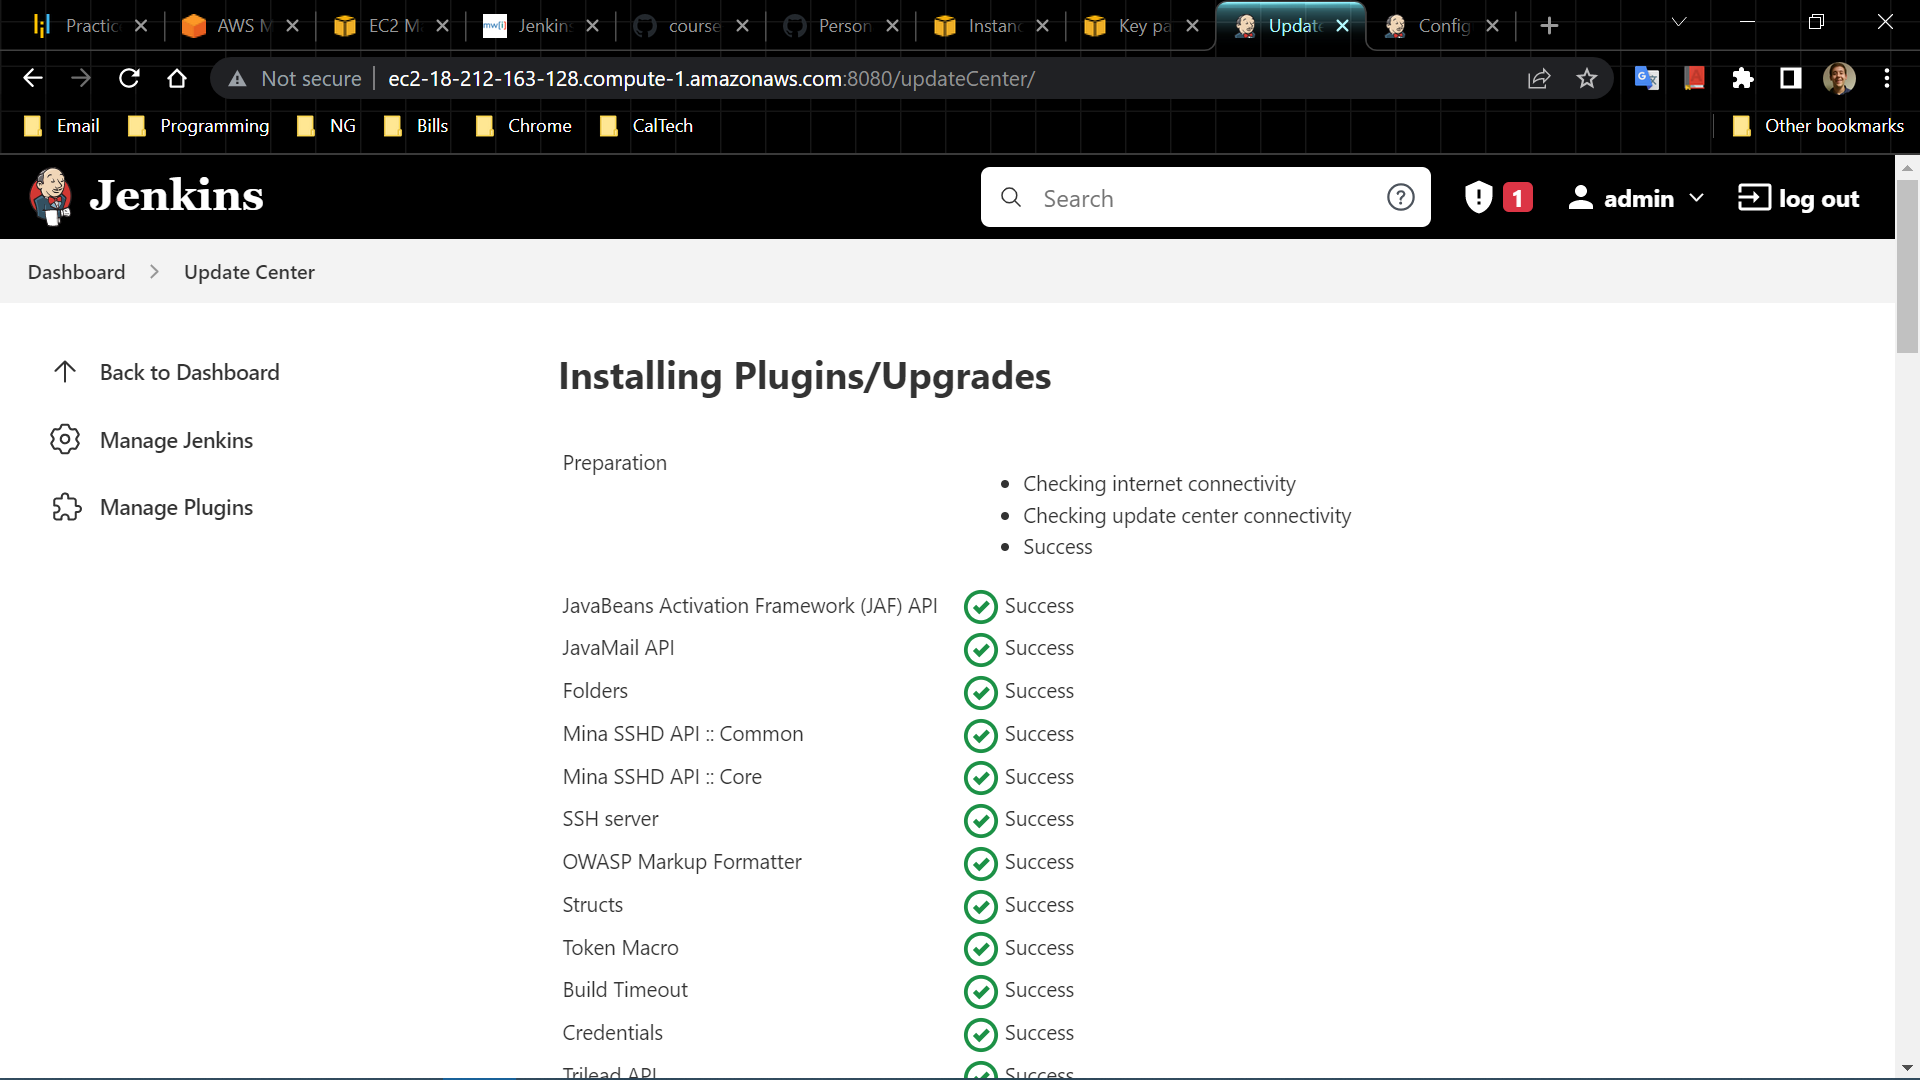 Practic AWS M EC2 M Jenkins course Person Instanc Key pa Update Config
Not secure ec2-18-212-163-128.compute-1.amazonaws.com:8080/updateCenter/
Email Programming NG Bills Chrome CalTech Other bookmarks
Jenkins Search 1 admin log out
Dashboard Update Center
Back to Dashboard
Manage Jenkins
Manage Plugins
Installing Plugins/Upgrades
Preparation
Checking internet connectivity
Checking update center connectivity
Success
JavaBeans Activation Framework (JAF) API Success
JavaMail API Success
Folders Success
Mina SSHD API :: Common Success
Mina SSHD API :: Core Success
SSH server Success
OWASP Markup Formatter Success
Structs Success
Token Macro Success
Build Timeout Success
Credentials Success
Trilead API Success